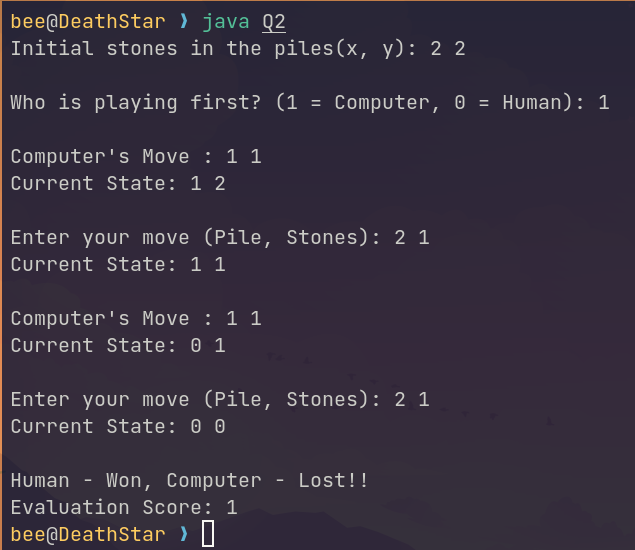 bee@DeathStar ❯ java Q2
Initial stones in the piles(x, y): 2 2
Who is playing first? (1 = Computer, 0 = Human): 1
Computer's Move : 1 1
Current State: 1 2
Enter your move (Pile, Stones): 2 1
Current State: 1 1
Computer's Move : 1 1
Current State: 0 1
Enter your move (Pile, Stones): 2 1
Current State: 0 0
Human - Won, Computer - Lost!!
Evaluation Score: 1
bee@DeathStar ❯